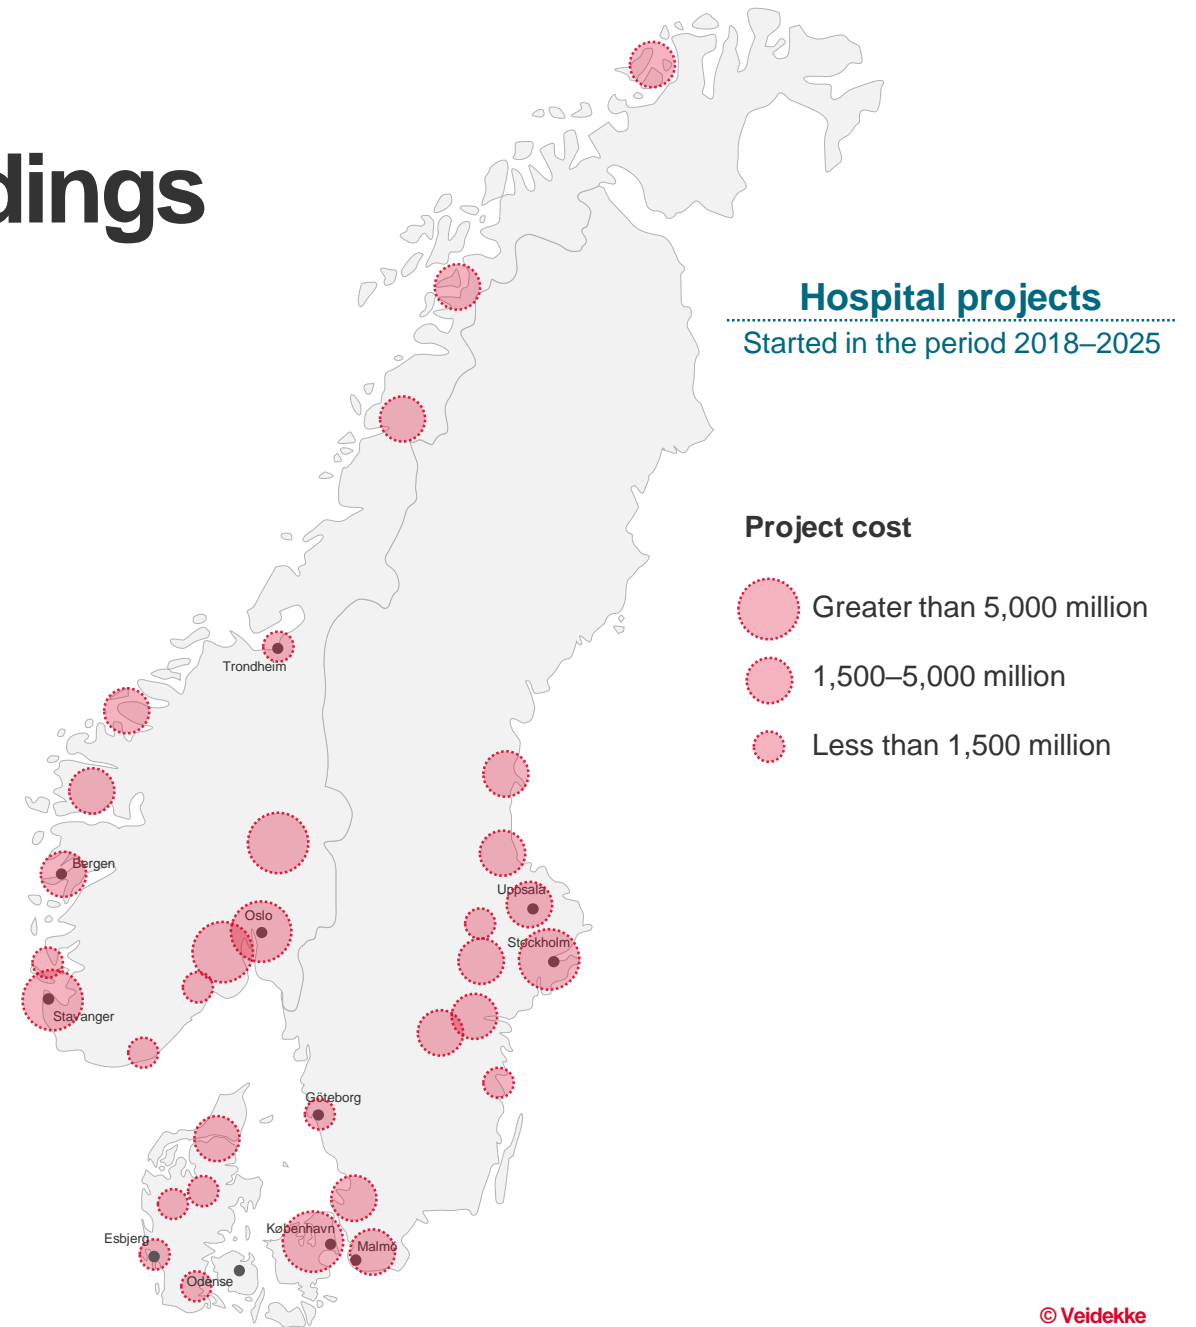 dings
Hospital projects
Started in the period 2018–2025
Project cost
Greater than 5,000 million
1,500–5,000 million
Less than 1,500 million
Trondheim
Bergen
Uppsala
Oslo
Stockholm
Stavanger
Göteborg
København
Esbjerg
Malmö
Odense
© Veidekke